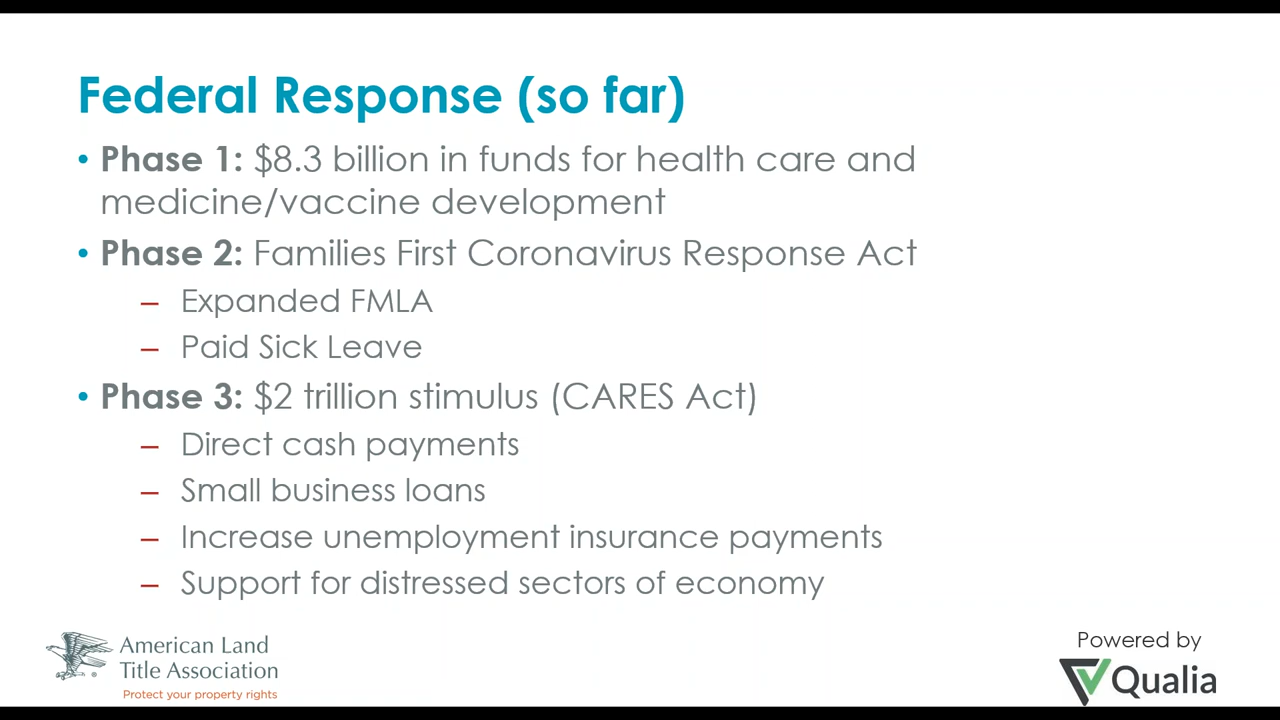 Federal Response (so far)
• Phase 1: $8.3 billion in funds for health care and
medicine/vaccine development
• Phase 2: Families First Coronavirus Response Act
– Expanded FMLA
– Paid Sick Leave
• Phase 3: $2 trillion stimulus (CARES Act)
– Direct cash payments
– Small business loans
– Increase unemployment insurance payments
– Support for distressed sectors of economy
American Land
Title Association
®
Protect your property rights
Powered by
Qualia